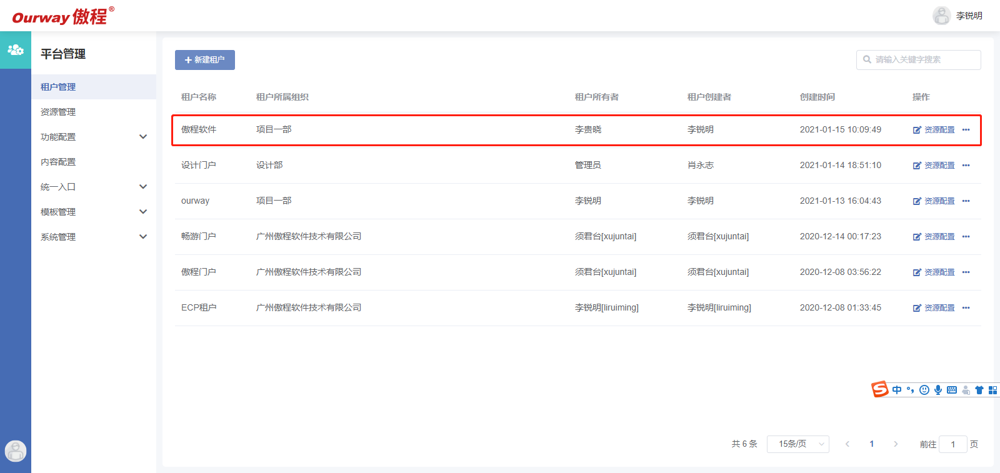 Ourway 傲程®
李锐明
平台管理
租户管理
资源管理
功能配置
内容配置
统一入口
模板管理
系统管理
新建租户
请输入关键字搜索
租户名称 租户所属组织 租户所有者 租户创建者 创建时间 操作
傲程软件 项目一部 李贵晓 李锐明 2021-01-15 10:09:49 资源配置
设计门户 设计部 管理员 肖永志 2021-01-14 18:51:10 资源配置
ourway 项目一部 李锐明 李锐明 2021-01-13 16:04:43 资源配置
畅游门户 广州傲程软件技术有限公司 须君台[xujuntai] 须君台[xujuntai] 2020-12-14 00:17:23 资源配置
傲程门户 广州傲程软件技术有限公司 须君台[xujuntai] 须君台[xujuntai] 2020-12-08 03:56:22 资源配置
ECP租户 广州傲程软件技术有限公司 李锐明[liruiming] 李锐明[liruiming] 2020-12-08 01:33:45 资源配置
S 中
共 6 条 15条/页 1 前往 1 页